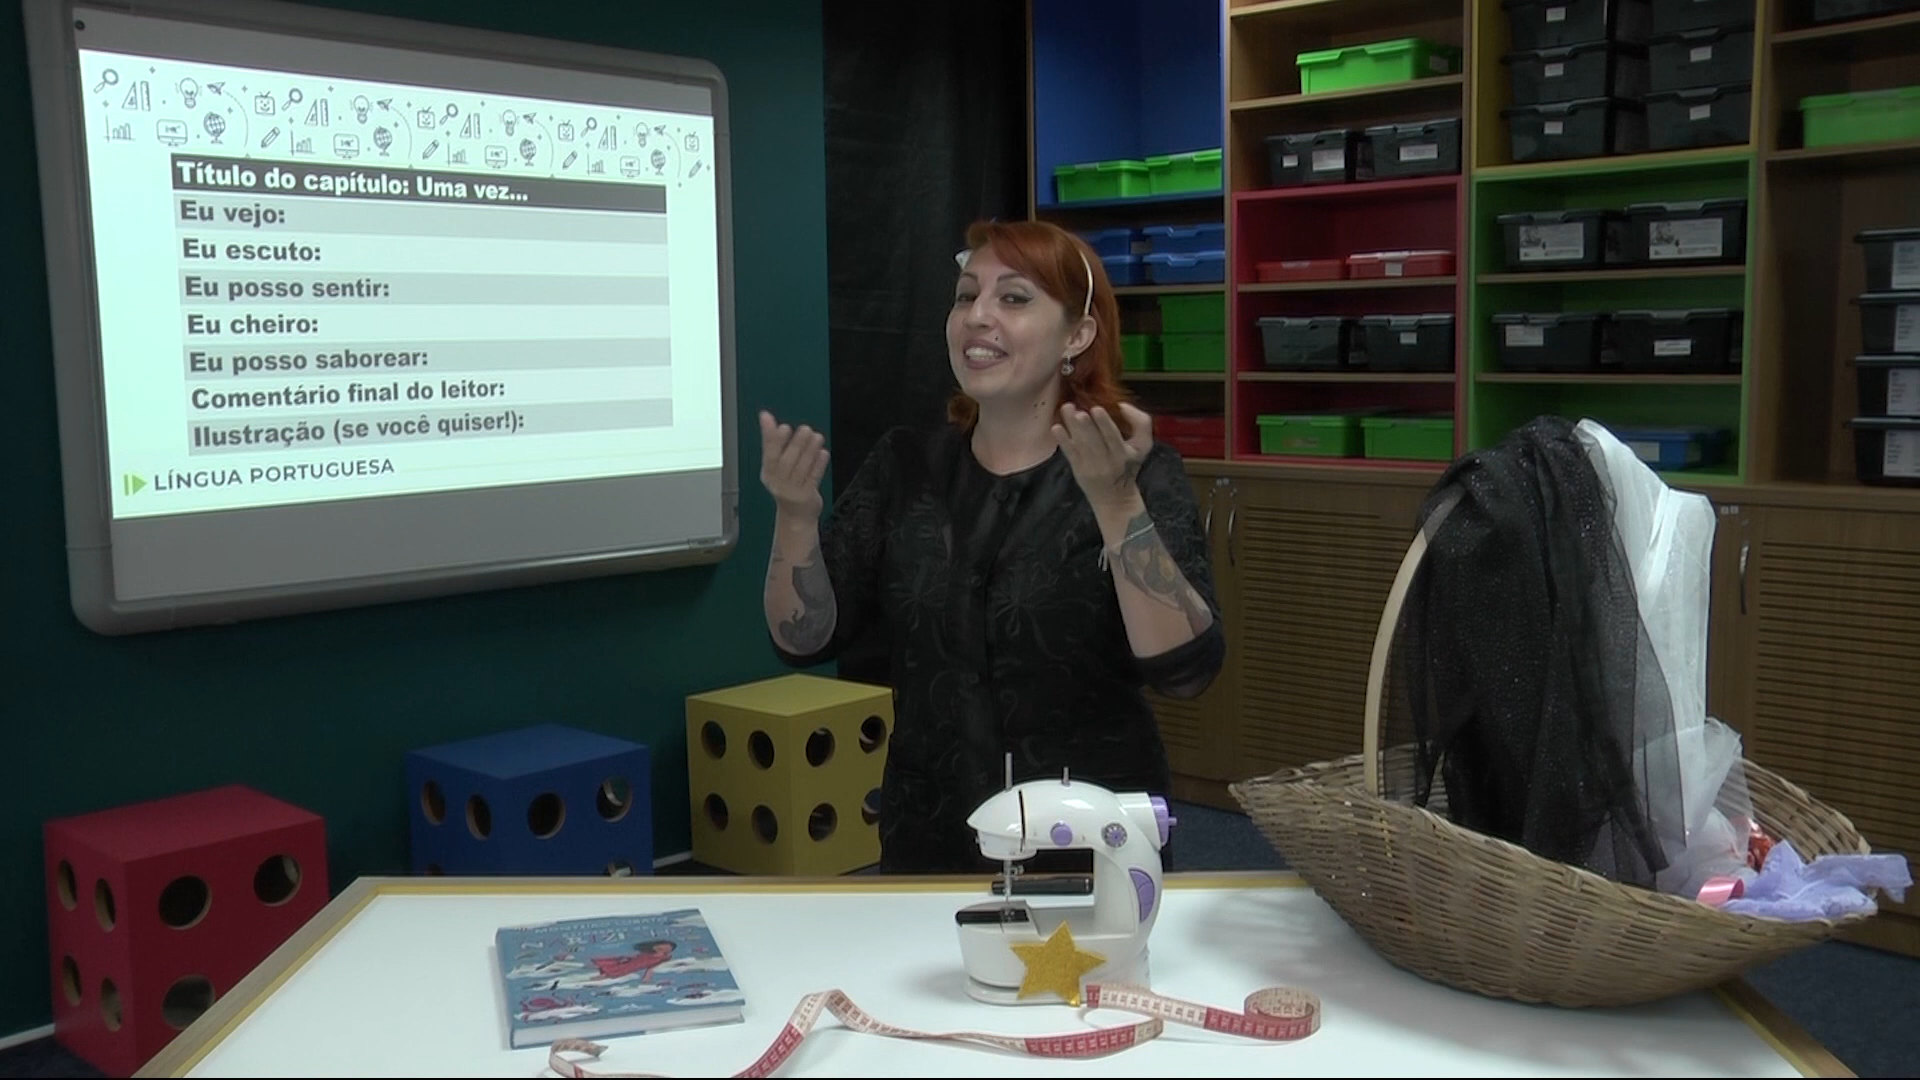 Título do capítulo: Uma vez...
Eu vejo:
Eu escuto:
Eu posso sentir:
Eu cheiro:
Eu posso saborear:
Comentário final do leitor:
Ilustração (se você quiser!):
LÍNGUA PORTUGUESA